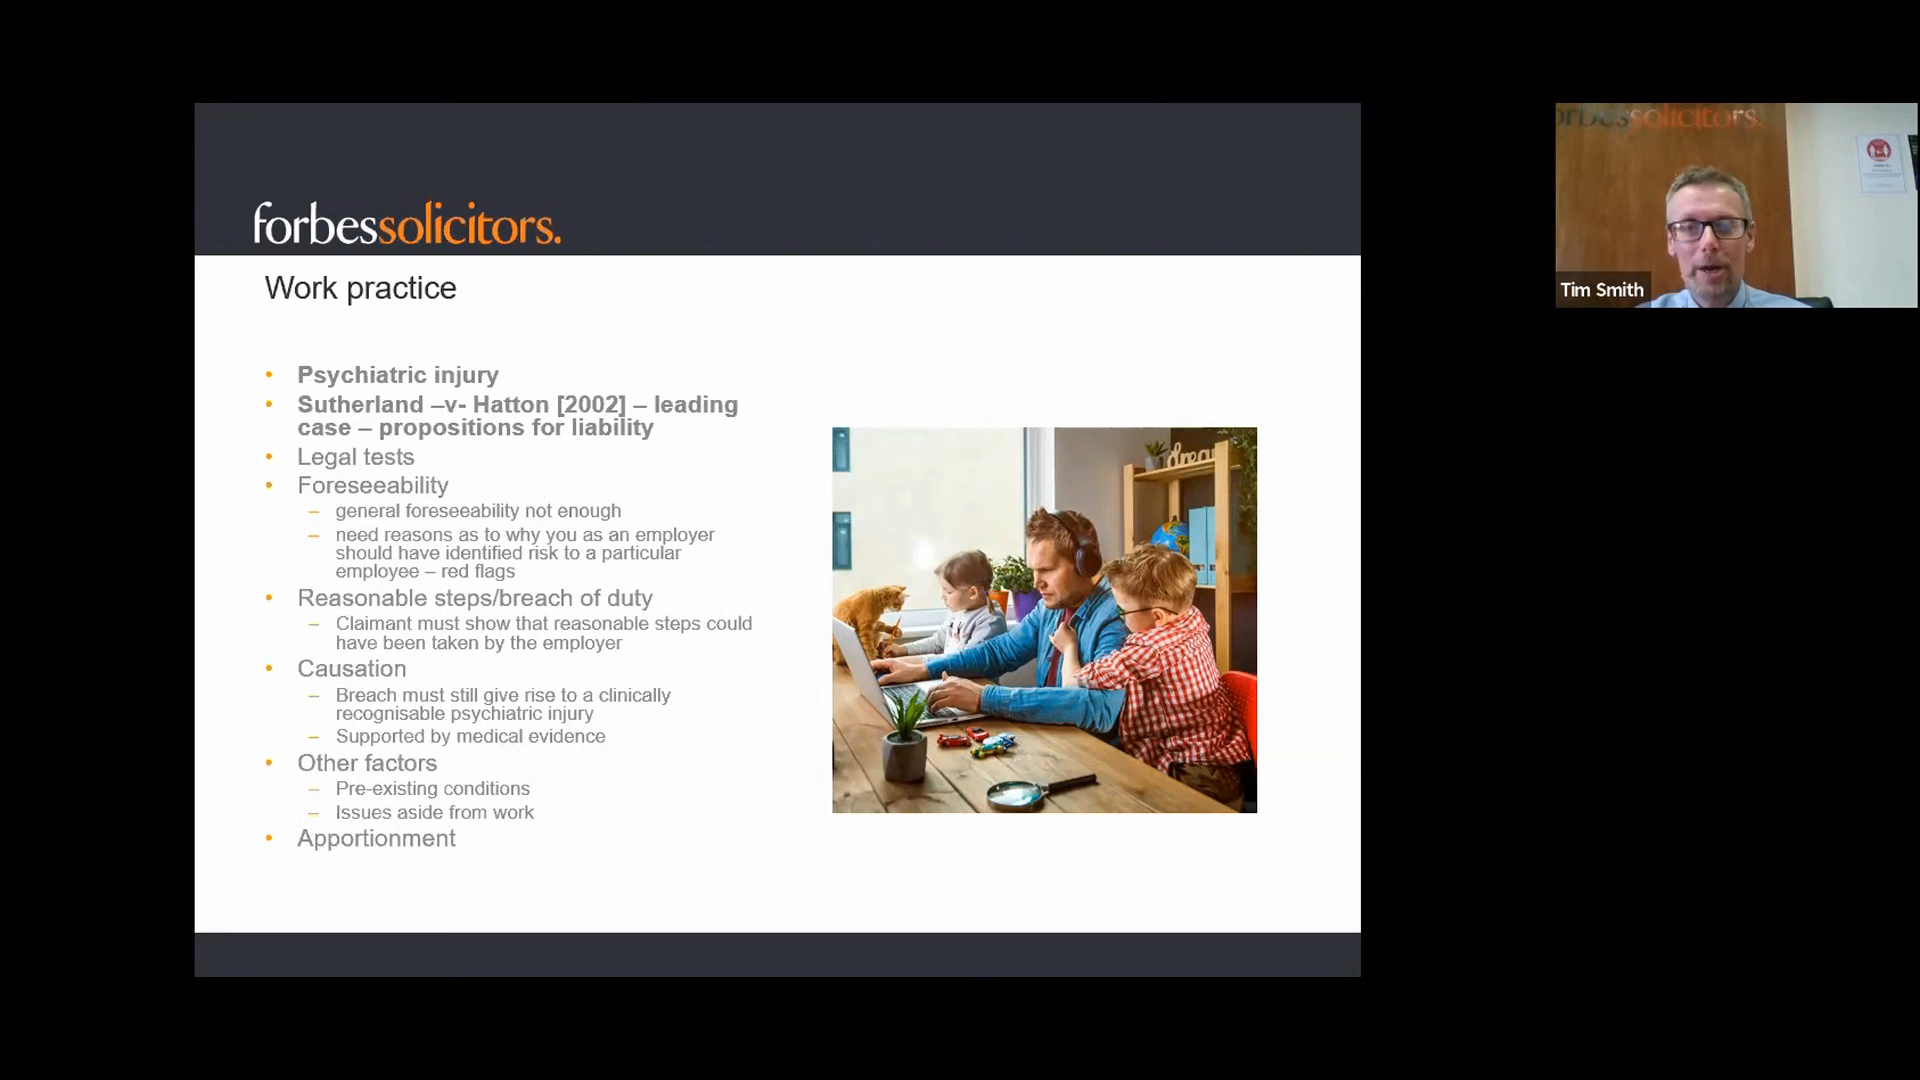 forbessolicitors.
Work practice
• Psychiatric injury
• Sutherland –v- Hatton [2002] – leading
case – propositions for liability
• Legal tests
• Foreseeability
– general foreseeability not enough
– need reasons as to why you as an employer
should have identified risk to a particular
employee – red flags
• Reasonable steps/breach of duty
– Claimant must show that reasonable steps could
have been taken by the employer
• Causation
– Breach must still give rise to a clinically
recognisable psychiatric injury
– Supported by medical evidence
• Other factors
– Pre-existing conditions
– Issues aside from work
• Apportionment
dream
orbessolicitors.
Tim Smith